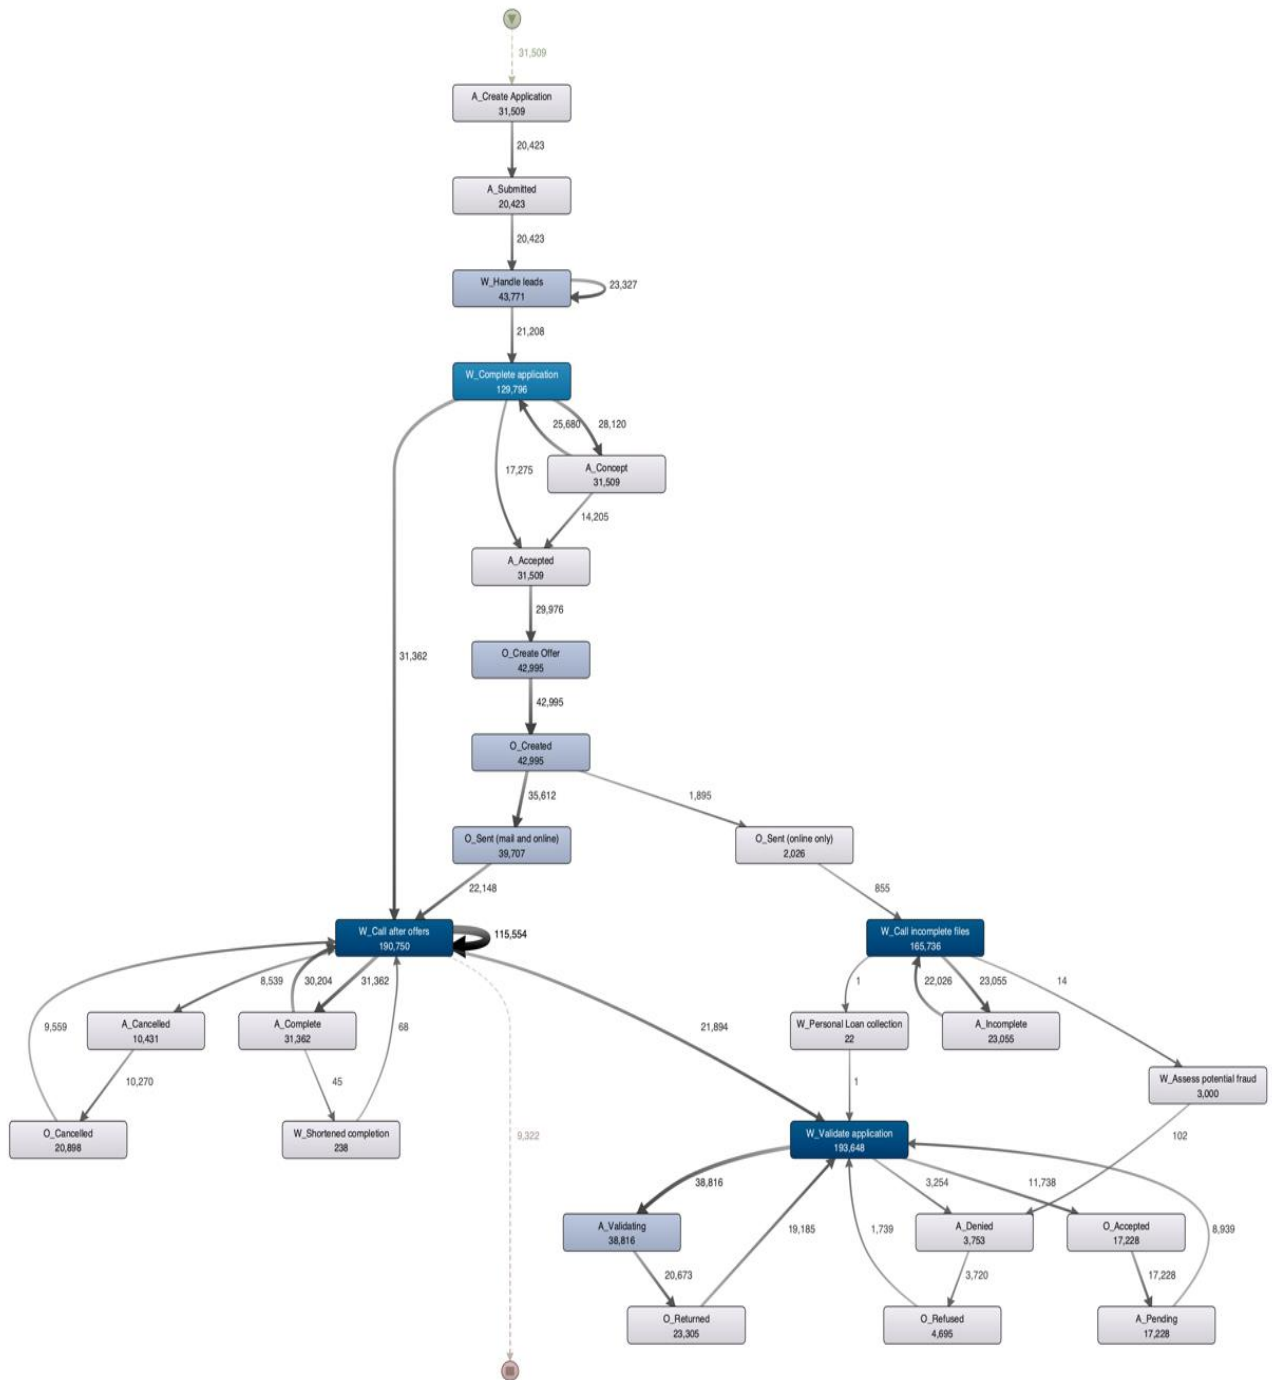 31,509
A_Create Application
31,509
20,423
A_Submitted
20,423
20,423
W_Handle leads
43,771
23,327
21,208
W_Complete application
129,796
25,680
28,120
A_Concept
31,509
17,275
14,205
A_Accepted
31,509
29,976
O_Create Offer
42,995
31,362
42,995
O_Created
42,995
35,612
1,895
O_Sent (mail and online)
39,707
O_Sent (online only)
2,026
22,148
855
W_Call after offers
190,750
115,554
W_Call incomplete files
165,736
8,539
30,204
31,362
1
22,026
23,055
14
9,559
A_Cancelled
10,431
A_Complete
31,362
68
21,894
W_Personal Loan collection
22
A_Incomplete
23,055
10,270
45
1
W_Assess potential fraud
3,000
O_Cancelled
20,898
W_Shortened completion
238
9,322
W_Validate application
193,648
102
38,816
3,254
11,738
A_Validating
38,816
19,185
1,739
A_Denied
3,753
O_Accepted
17,228
8,939
20,673
3,720
17,228
O_Returned
23,305
O_Refused
4,695
A_Pending
17,228